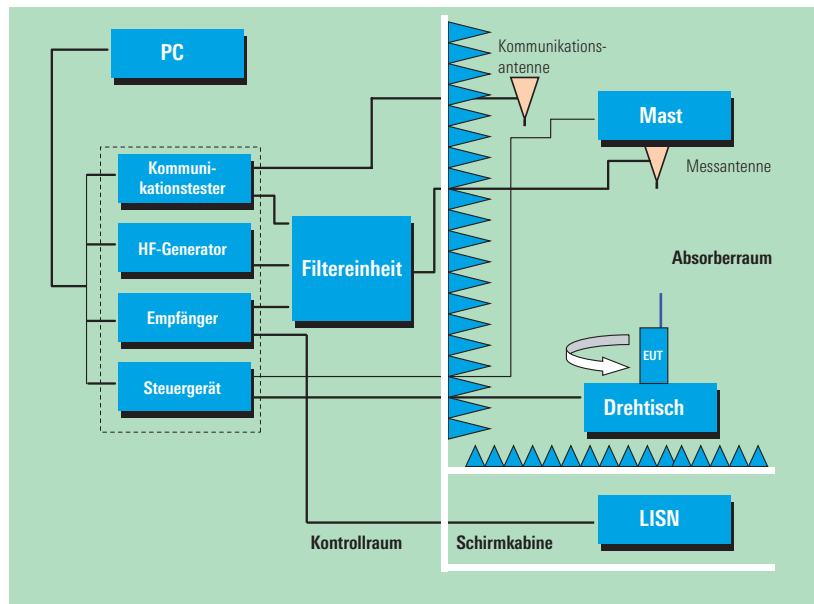 PC
Kommuni-
kationstester
HF-Generator
Empfänger
Steuergerät
Filtereinheit
Kommunikations-
antenne
Mast
Messantenne
Absorberraum
EUT
Drehtisch
LISN
Kontrollraum
Schirmkabine